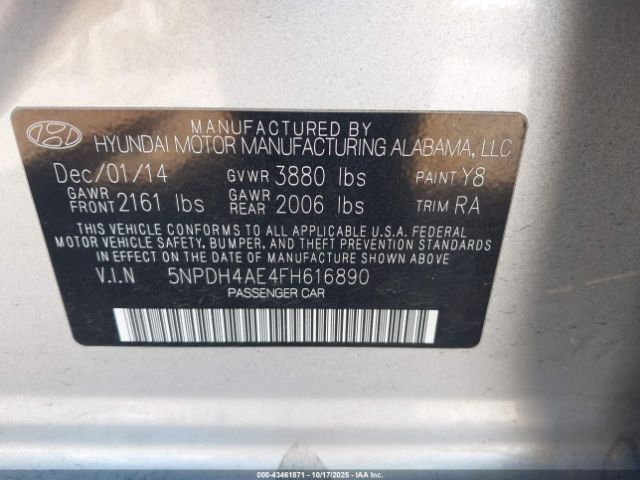 MANUFACTURED BY
HYUNDAI MOTOR MANUFACTURING ALABAMA, LLC
Dec/01/14 GVWR 3880 lbs PAINT Y8
GAWR FRONT 2161 lbs GAWR REAR 2006 lbs TRIM RA
THIS VEHICLE CONFORMS TO ALL APPLICABLE U.S.A. FEDERAL
MOTOR VEHICLE SAFETY, BUMPER, AND THEFT PREVENTION STANDARDS
IN EFFECT ON THE DATE OF MANUFACTURE SHOWN ABOVE
V.I.N 5NPDH4AE4FH616890
PASSENGER CAR
000-43461871 - 10/17/2025 - COPART.COM